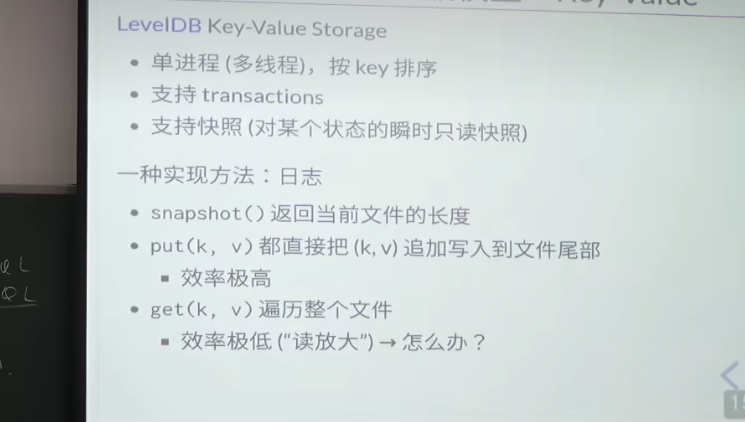 Key-Value
LevelDB Key-Value Storage
• 单进程 (多线程)，按 key 排序
• 支持 transactions
• 支持快照 (对某个状态的瞬时只读快照)
一种实现方法：日志
• snapshot() 返回当前文件的长度
• put(k, v) 都直接把 (k, v) 追加写入到文件尾部
▪ 效率极高
• get(k, v) 遍历整个文件
▪ 效率极低 (“读放大”) → 怎么办？
QL